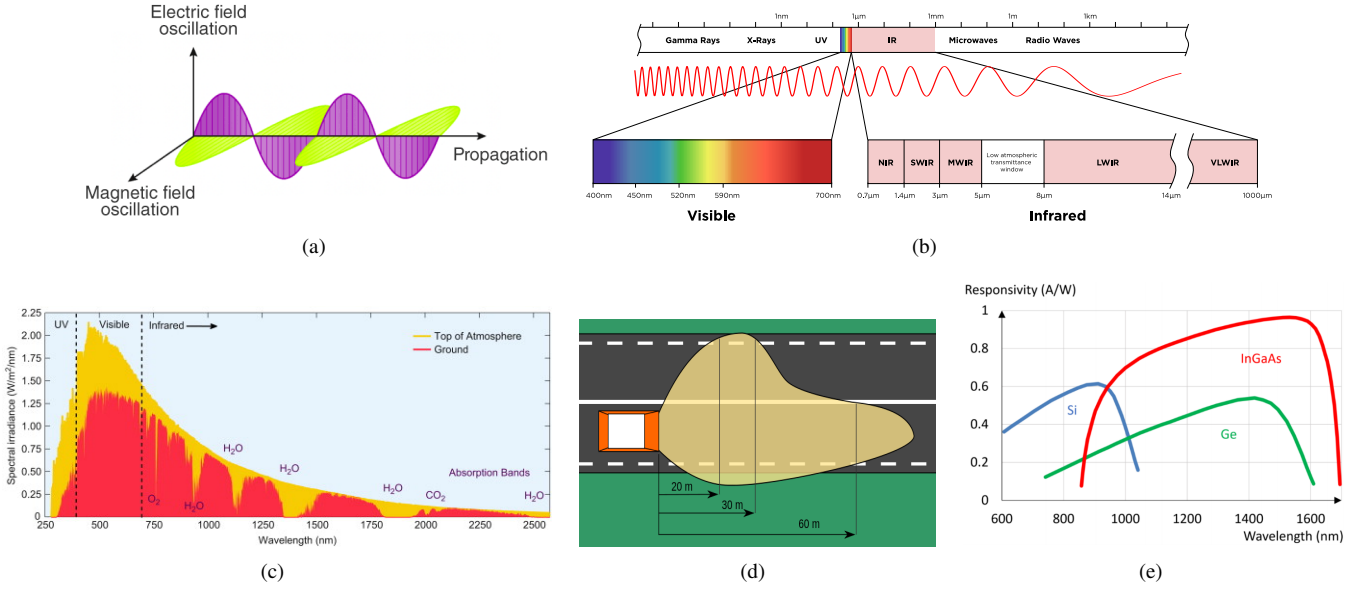 Electric field
oscillation
Propagation
Magnetic field
oscillation
(a)
1nm 1µm 1mm 1m 1km
Gamma Rays X-Rays UV IR Microwaves Radio Waves
NIR SWIR MWIR Low atmospheric transmittance window LWIR VLWIR
400nm 450nm 520nm 590nm 700nm 0.7µm 1,4µm 3µm 5µm 8µm 14µm 1000µm
Visible Infrared
(b)
Spectral irradiance (W/m²/nm)
2.25
2.00
1.75
1.50
1.25
1.00
0.75
0.50
0.25
0
UV Visible Infrared
Top of Atmosphere
Ground
H₂O
H₂O
Absorption Bands
O₂
H₂O
H₂O
CO₂
H₂O
250 500 750 1000 1250 1500 1750 2000 2250 2500
Wavelength (nm)
(c)
20 m
30 m
60 m
(d)
Responsivity (A/W)
1
0.8
0.6
0.4
0.2
0
InGaAs
Si
Ge
600 800 1000 1200 1400 1600
Wavelength (nm)
(e)